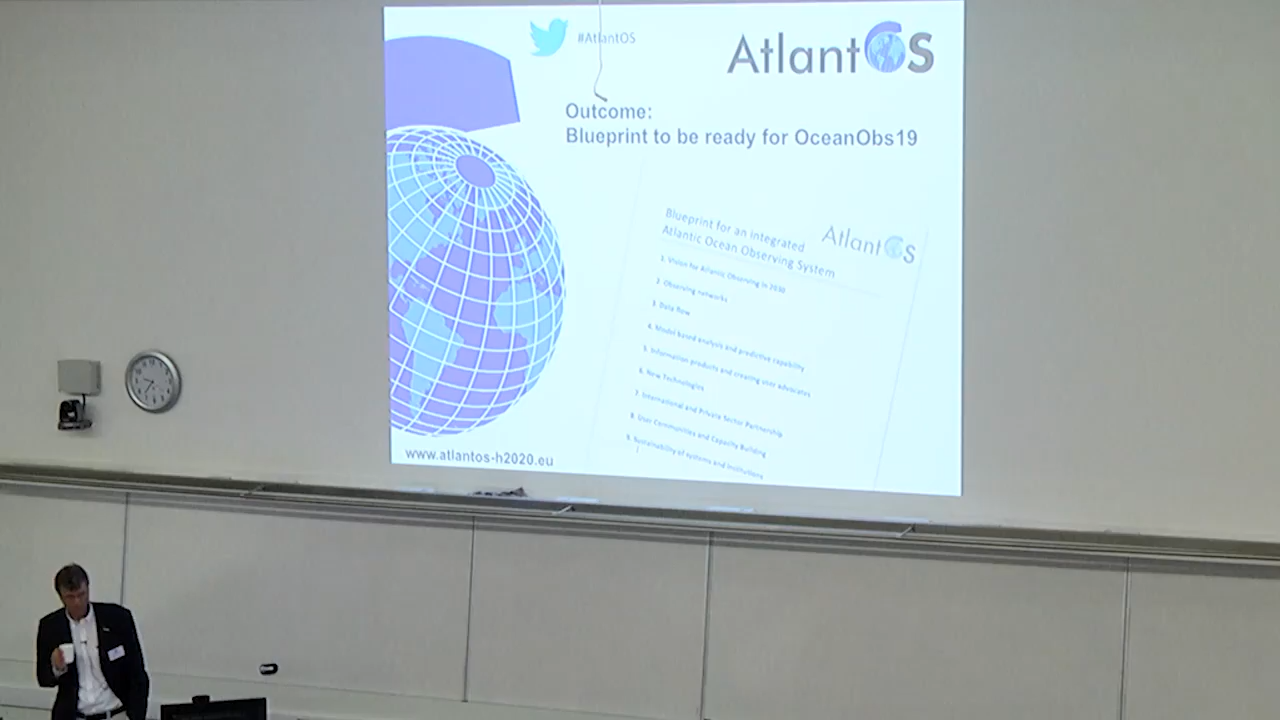 #AtlantOS
AtlantOS
Outcome:
Blueprint to be ready for OceanObs19
Blueprint for an Integrated
Atlantic Ocean Observing System
AtlantOS
1. Vision for Atlantic Observing in 2030
2. Observing networks
3. Data flow
4. Model based analysis and predictive capability
5. Information products and creating user advocates
6. New Technologies
7. International and Private Sector Partnership
8. User Communities and Capacity Building
9. Sustainability of systems and institutions
www.atlantos-h2020.eu